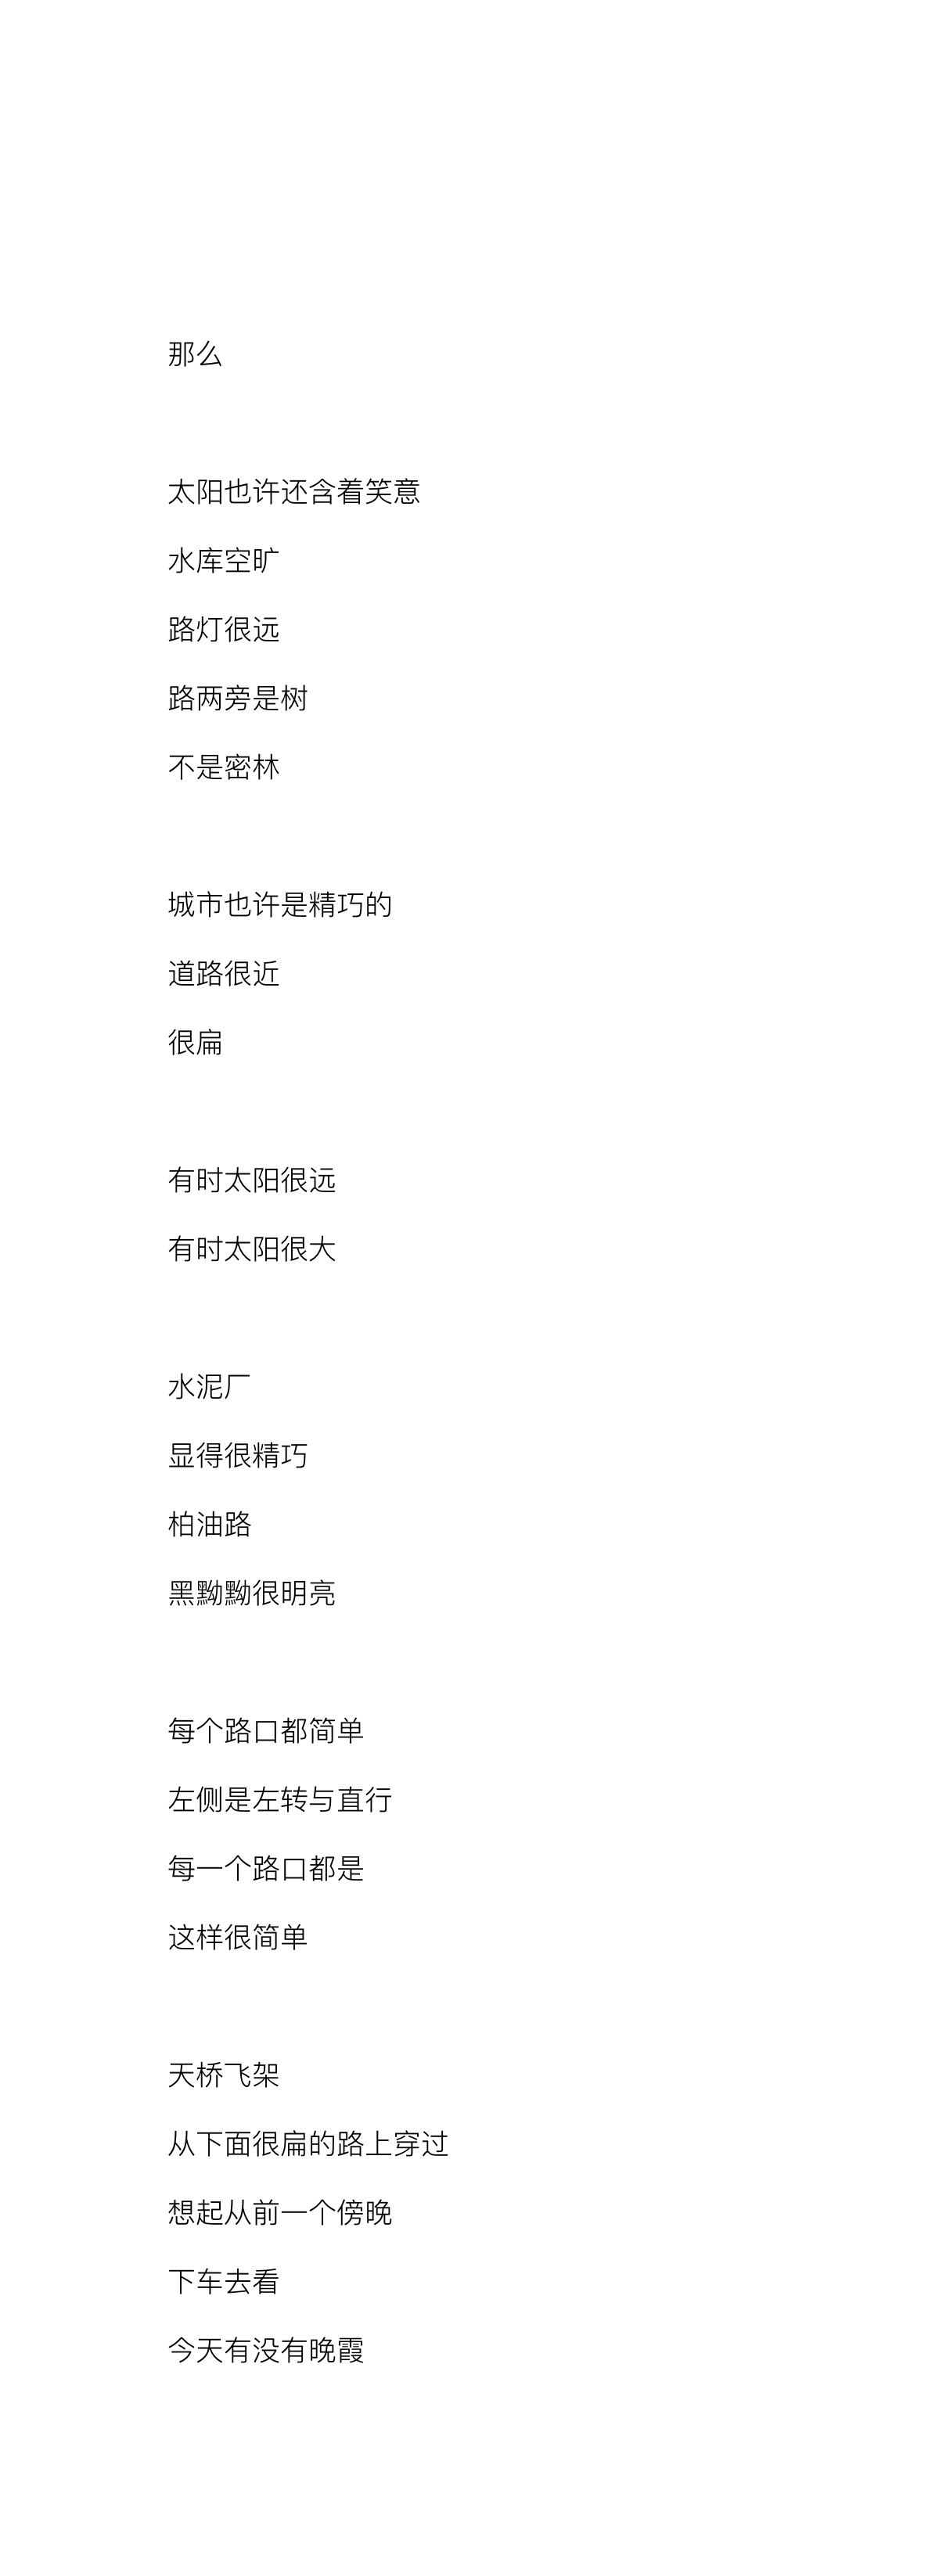 那么
太阳也许还含着笑意
水库空旷
路灯很远
路两旁是树
不是密林
城市也许是精巧的
道路很近
很扁
有时太阳很远
有时太阳很大
水泥厂
显得很精巧
柏油路
黑黝黝很明亮
每个路口都简单
左侧是左转与直行
每一个路口都是
这样很简单
天桥飞架
从下面很扁的路上穿过
想起从前一个傍晚
下车去看
今天有没有晚霞